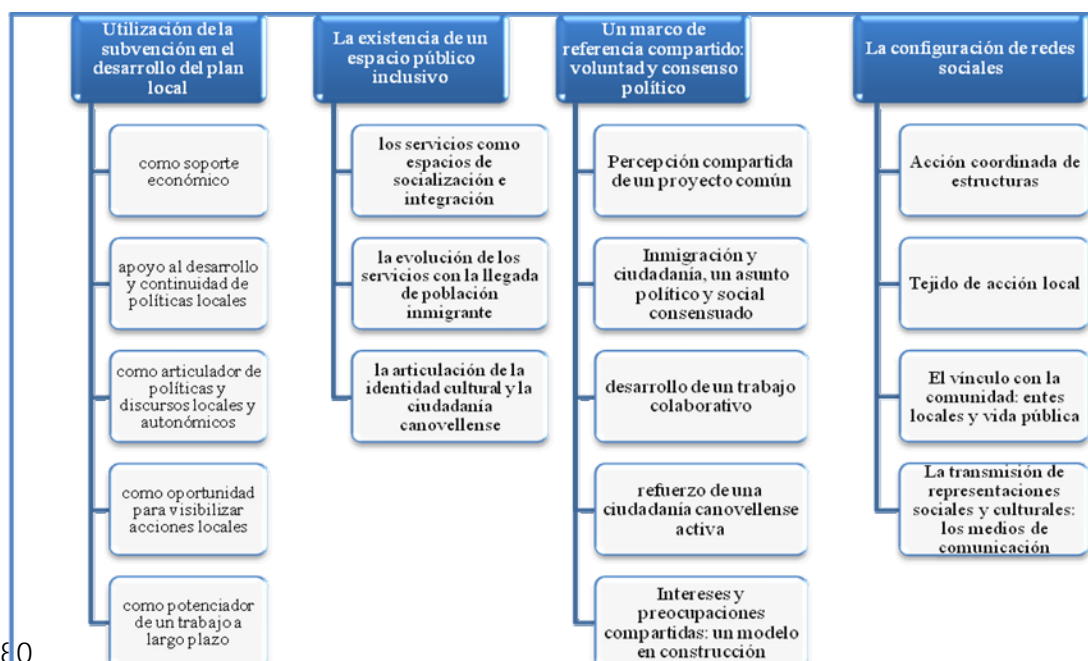 Utilización de la
subvención en el
desarrollo del plan
local
como soporte
económico
apoyo al desarrollo
y continuidad de
políticas locales
como articulador de
políticas y
discursos locales y
autonómicos
como oportunidad
para visibilizar
acciones locales
como potenciador
de un trabajo a
largo plazo
La existencia de un
espacio público
inclusivo
los servicios como
espacios de
socialización e
integración
la evolución de los
servicios con la llegada
de población
inmigrante
la articulación de la
identidad cultural y la
ciudadanía
canovellense
Un marco de
referencia compartido:
voluntad y consenso
político
Percepción compartida
de un proyecto común
Inmigración y
ciudadanía, un asunto
político y social
consensuado
desarrollo de un trabajo
colaborativo
refuerzo de una
ciudadanía canovellense
activa
Intereses y
preocupaciones
compartidas: un modelo
en construcción
La configuración de redes
sociales
Acción coordinada de
estructuras
Tejido de acción local
El vínculo con la
comunidad: entes
locales y vida pública
La transmisión de
representaciones
sociales y culturales:
los medios de
comunicación
80